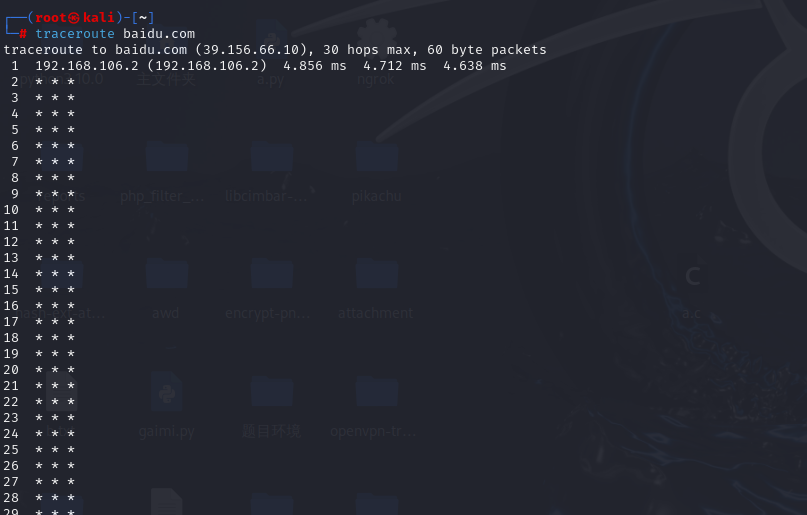 ┌──(root㉿kali)-[~]
└─# traceroute baidu.com
traceroute to baidu.com (39.156.66.10), 30 hops max, 60 byte packets
1 192.168.106.2 (192.168.106.2) 4.856 ms 4.712 ms 4.638 ms
2 * * *
3 * * *
4 * * *
5 * * *
6 * * *
7 * * *
8 * * *
9 * * *
10 * * *
11 * * *
12 * * *
13 * * *
14 * * *
15 * * *
16 * * *
17 * * *
18 * * *
19 * * *
20 * * *
21 * * *
22 * * *
23 * * *
24 * * *
25 * * *
26 * * *
27 * * *
28 * * *
29 * * *
主文件夹 a.py ngrok
php_filter_... libcimbar-... pikachu
awd encrypt-pn... attachment a.c
gaimi.py 题目环境 openvpn-tr...